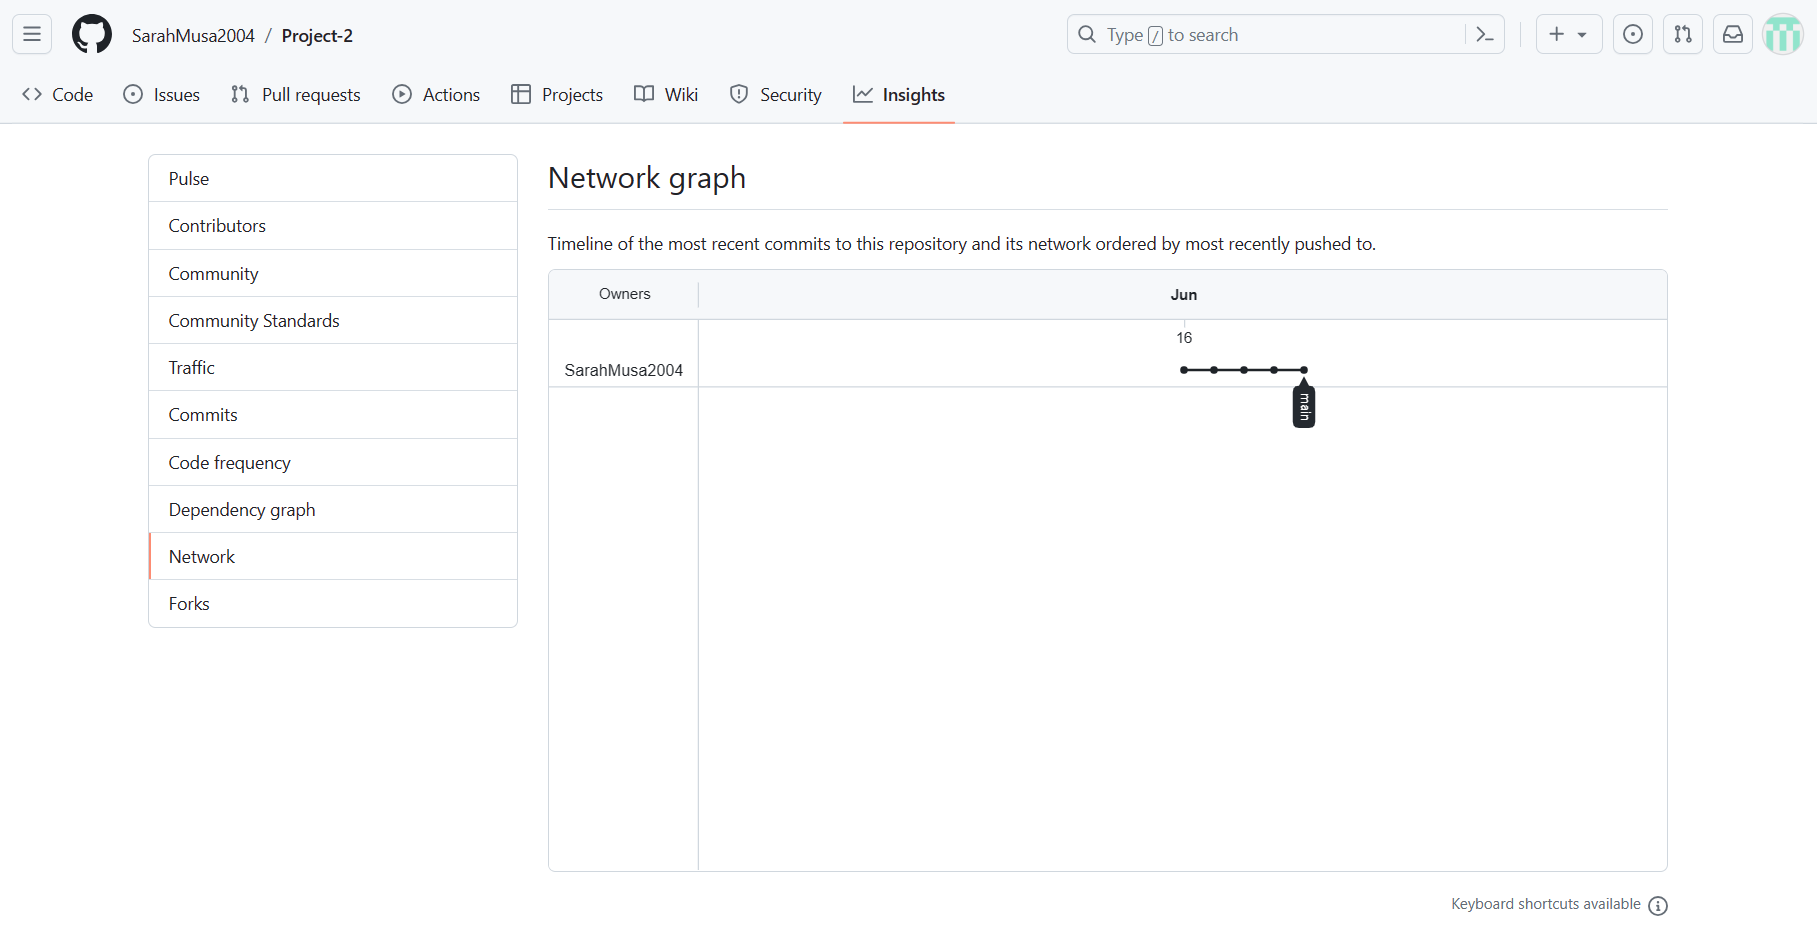 SarahMusa2004 / Project-2
Type / to search
Code Issues Pull requests Actions Projects Wiki Security Insights
Pulse
Contributors
Community
Community Standards
Traffic
Commits
Code frequency
Dependency graph
Network
Forks
Network graph
Timeline of the most recent commits to this repository and its network ordered by most recently pushed to.
Owners
Jun
16
SarahMusa2004
main
Keyboard shortcuts available